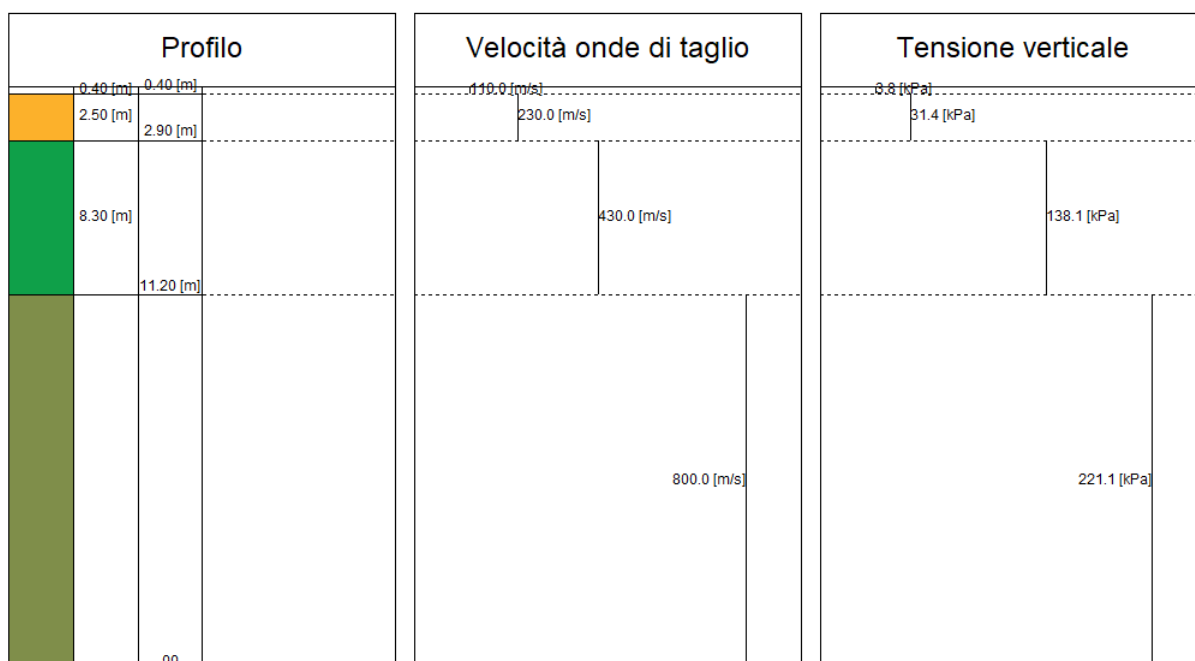 Profilo
Velocità onde di taglio
Tensione verticale
0.40 [m]
0.40 [m]
110.0 [m/s]
3.8 [kPa]
2.50 [m]
2.90 [m]
230.0 [m/s]
31.4 [kPa]
8.30 [m]
430.0 [m/s]
138.1 [kPa]
11.20 [m]
800.0 [m/s]
221.1 [kPa]